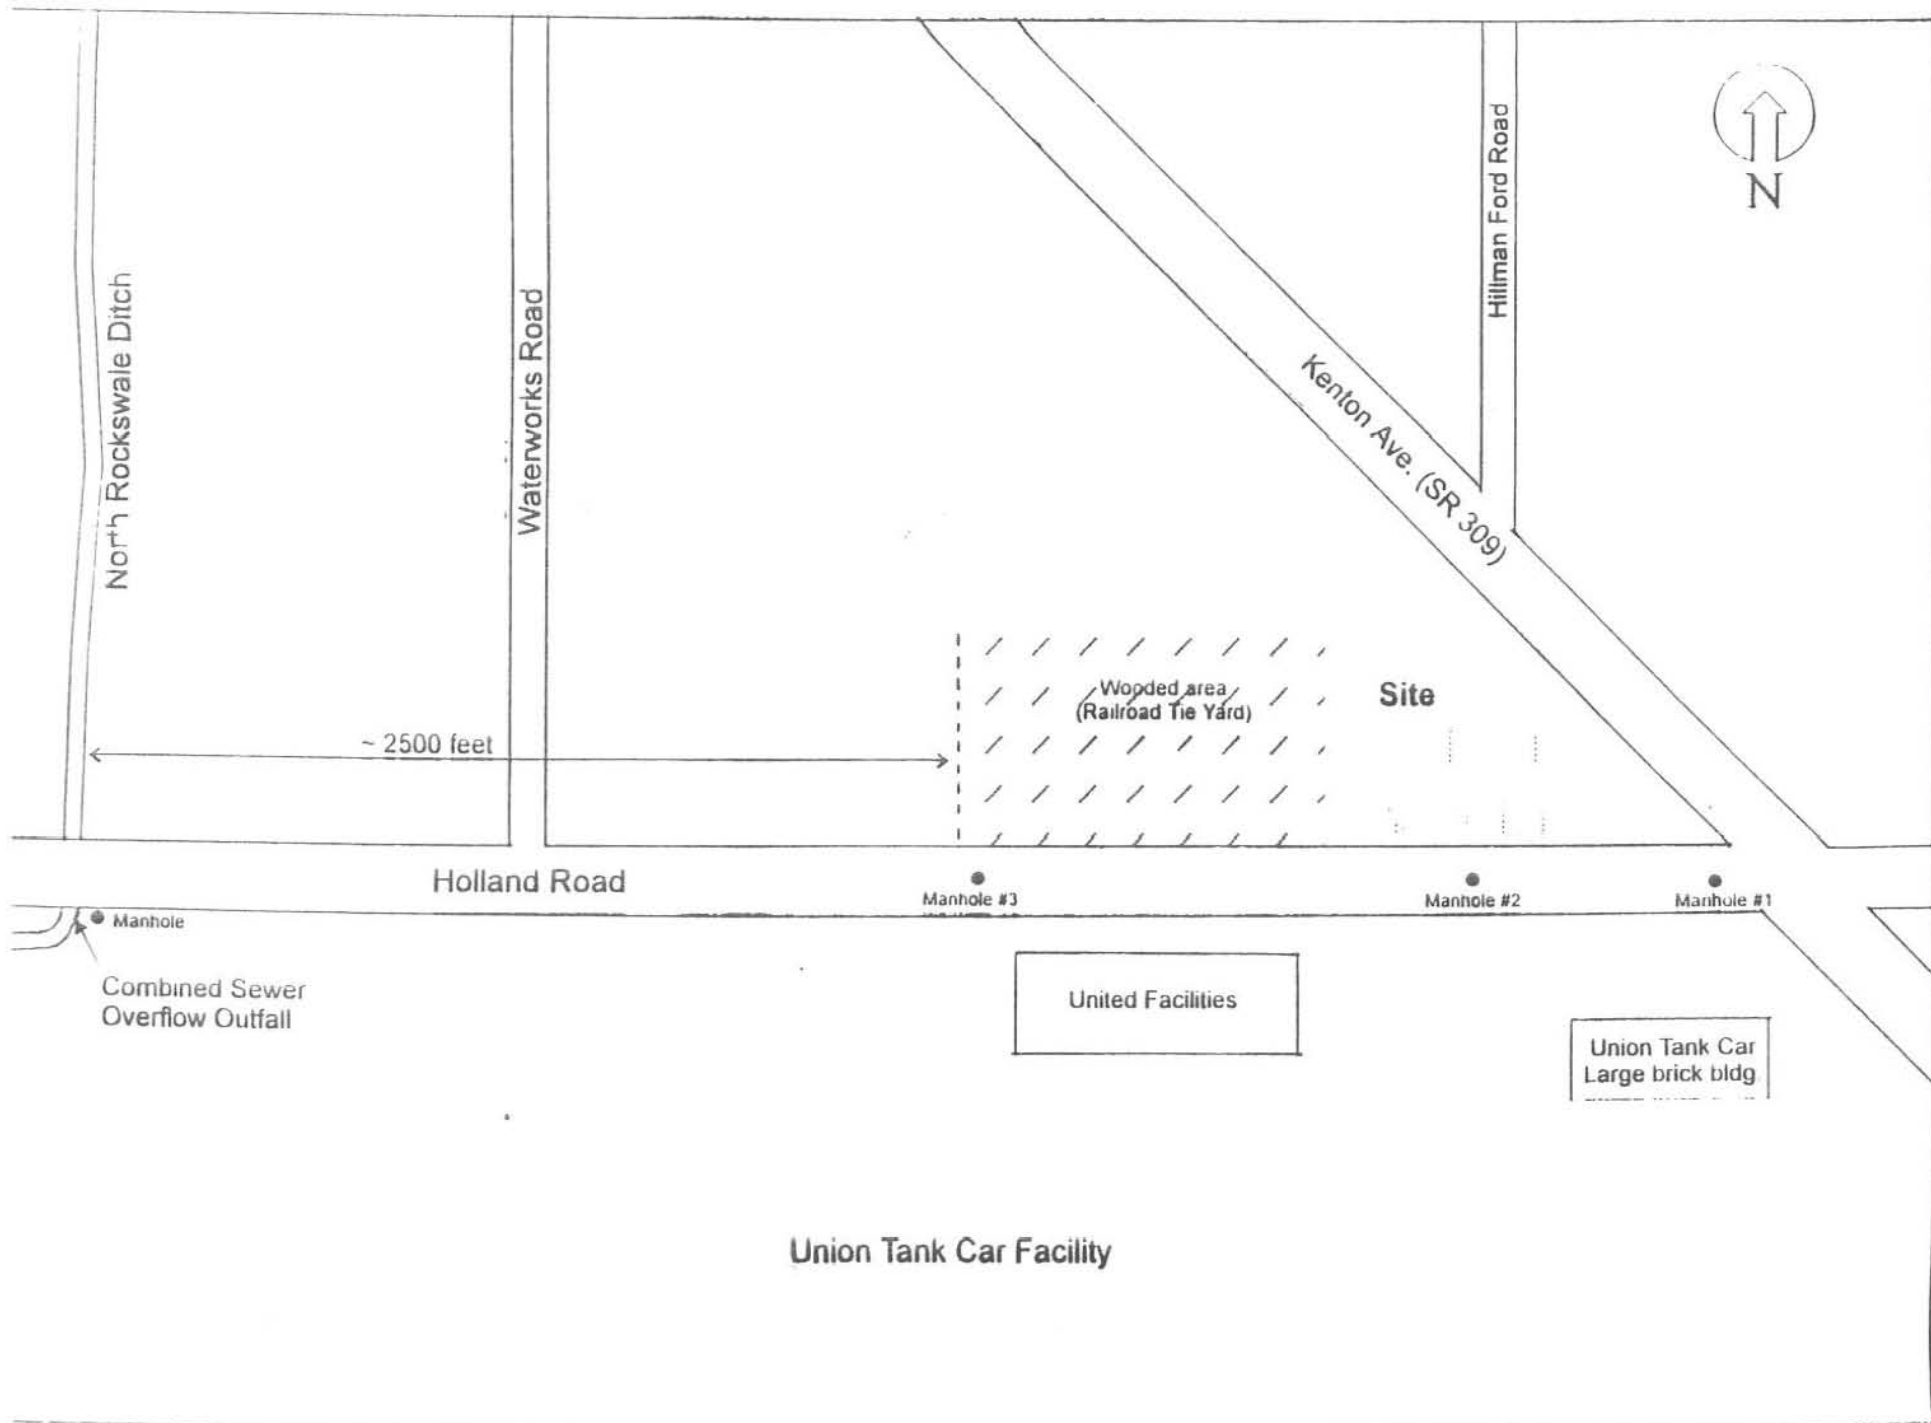 N
Hillman Ford Road
North Rockswale Ditch
Waterworks Road
Kenton Ave. (SR 309)
Wooded area
(Railroad Tie Yard)
Site
~ 2500 feet
Holland Road
Manhole #3
Manhole #2
Manhole #1
Manhole
Combined Sewer
Overflow Outfall
United Facilities
Union Tank Car
Large brick bldg
Union Tank Car Facility